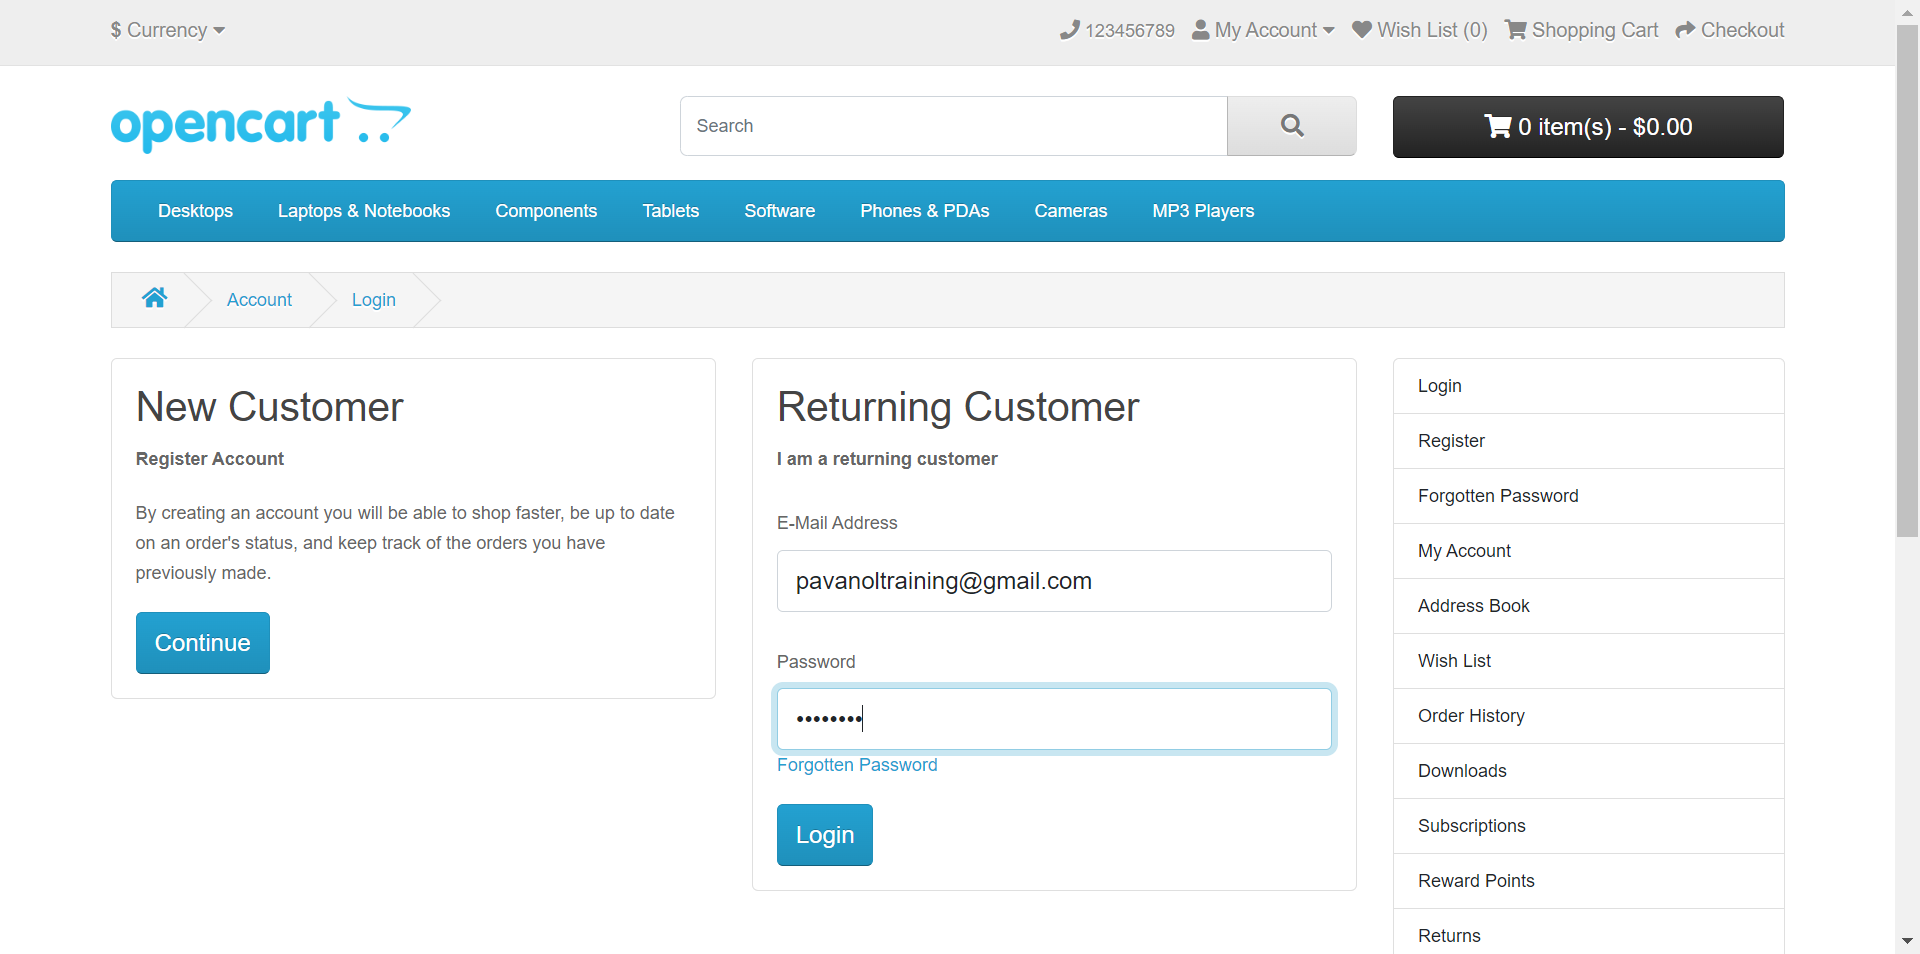 $ Currency
123456789 My Account Wish List (0) Shopping Cart Checkout
opencart
Search
0 item(s) - $0.00
Desktops Laptops & Notebooks Components Tablets Software Phones & PDAs Cameras MP3 Players
Account Login
New Customer
Register Account
By creating an account you will be able to shop faster, be up to date
on an order's status, and keep track of the orders you have
previously made.
Continue
Returning Customer
I am a returning customer
E-Mail Address
pavanoltraining@gmail.com
Password
••••••••
Forgotten Password
Login
Login
Register
Forgotten Password
My Account
Address Book
Wish List
Order History
Downloads
Subscriptions
Reward Points
Returns